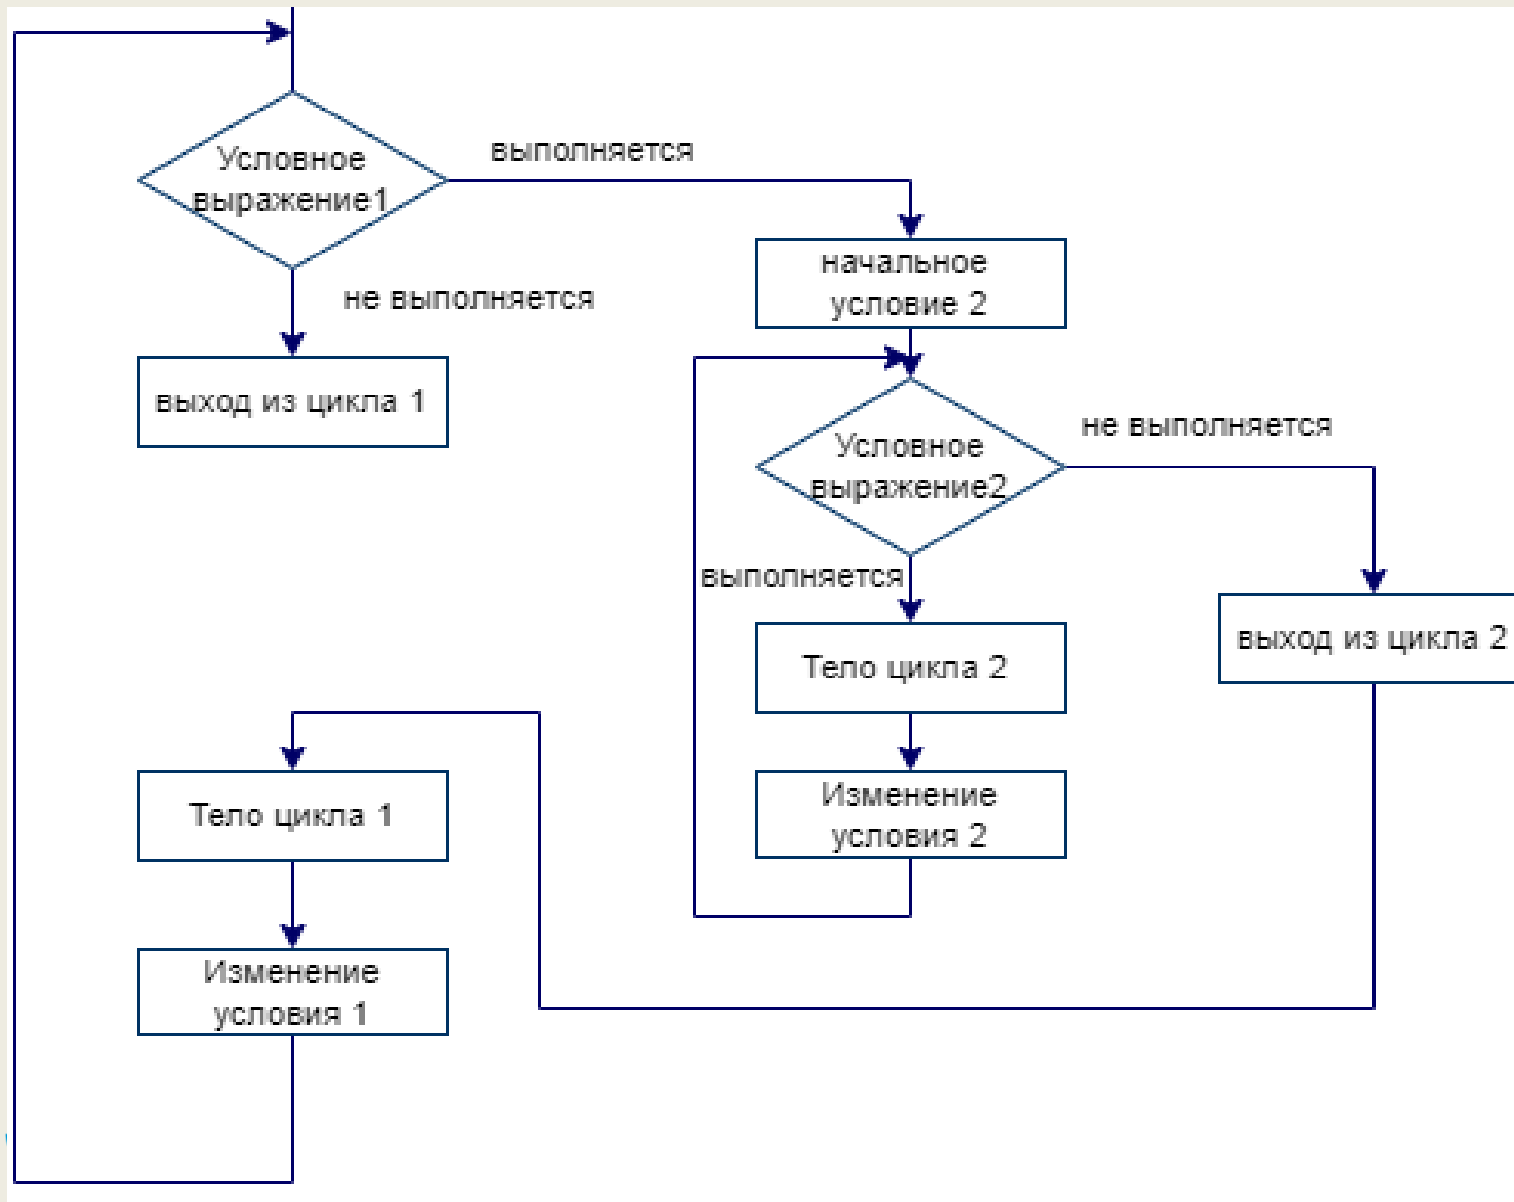 Условное
выражение1
выполняется
не выполняется
выход из цикла 1
начальное
условие 2
Условное
выражение2
не выполняется
выполняется
Тело цикла 2
выход из цикла 2
Изменение
условия 2
Тело цикла 1
Изменение
условия 1